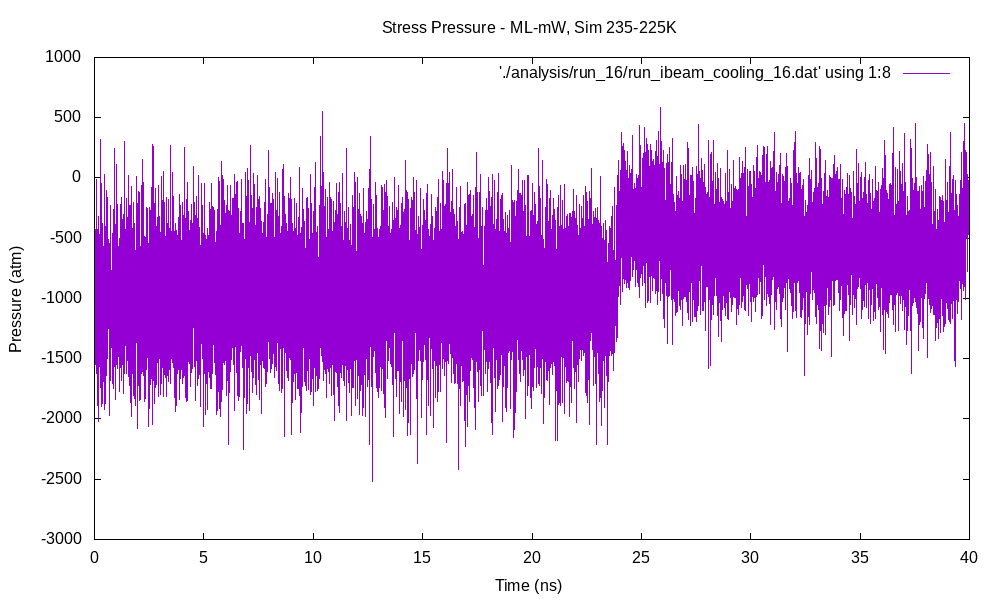 Stress Pressure - ML-mW, Sim 235-225K
'./analysis/run_16/run_ibeam_cooling_16.dat' using 1:8
1000
500
0
-500
-1000
-1500
-2000
-2500
-3000
Pressure (atm)
0 5 10 15 20 25 30 35 40
Time (ns)